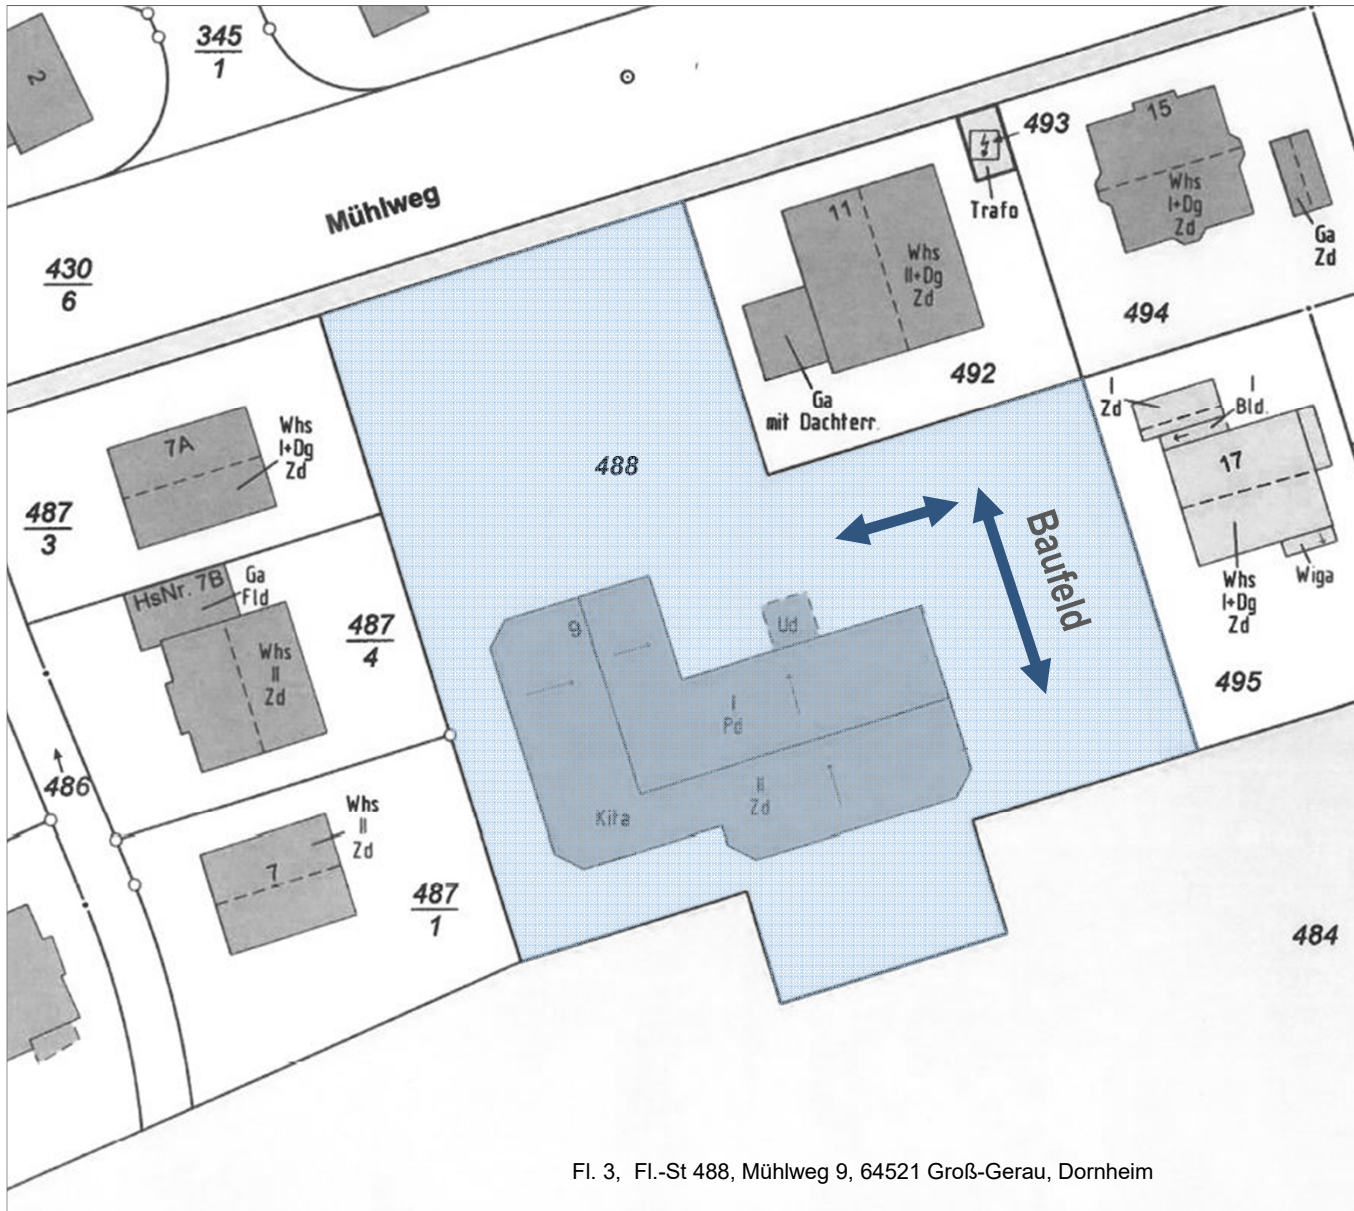 2
345
1
Mühlweg
430
6
493
Trafo
15
Whs
I+Dg
Zd
Ga
Zd
494
11
Whs
II+Dg
Zd
492
Ga
mit Dachterr.
7A
Whs
I+Dg
Zd
487
3
488
I
Zd
I
Bld.
17
Whs
I+Dg
Zd
Wiga
495
Baufeld
HsNr. 7B
Ga
Fld
Whs
II
Zd
487
4
9
Ud
I
Pd
II
Zd
Kita
486
Whs
II
Zd
7
487
1
484
Fl. 3, Fl.-St 488, Mühlweg 9, 64521 Groß-Gerau, Dornheim